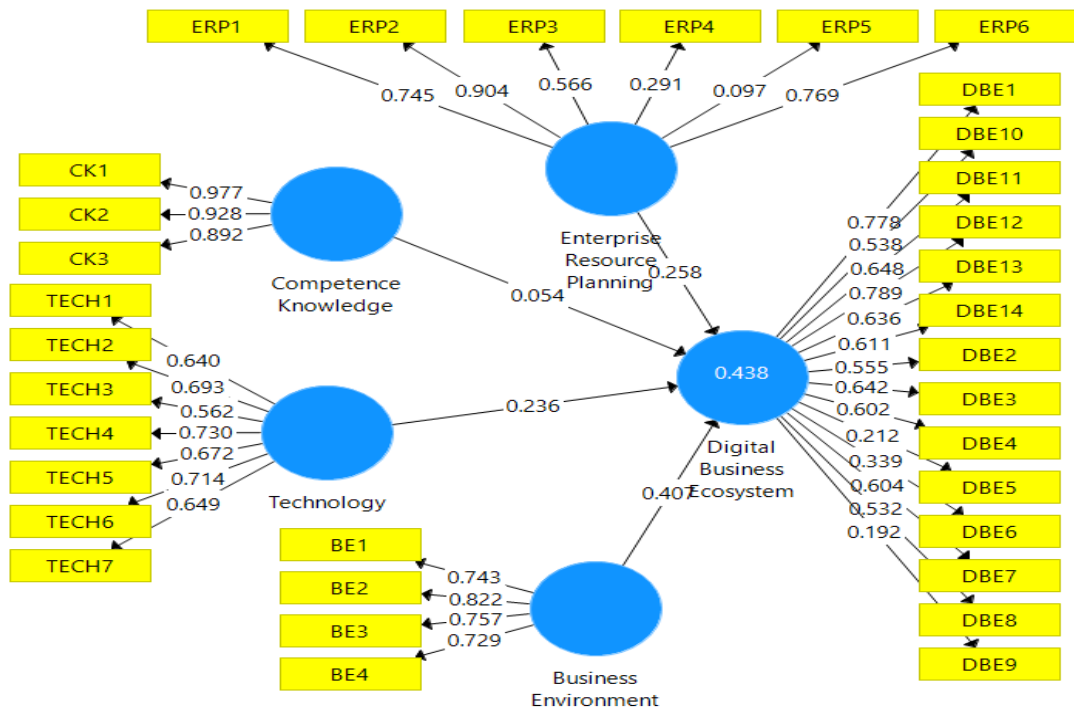 ERP1
ERP2
ERP3
ERP4
ERP5
ERP6
0.745
0.904
0.566
0.291
0.097
0.769
CK1
CK2
CK3
0.977
0.928
0.892
Competence
Knowledge
Enterprise
Resource
Planning
0.054
0.258
TECH1
TECH2
TECH3
TECH4
TECH5
TECH6
TECH7
0.640
0.693
0.562
0.730
0.672
0.714
0.649
Technology
0.236
0.438
Digital
Business
Ecosystem
0.407
BE1
BE2
BE3
BE4
0.743
0.822
0.757
0.729
Business
Environment
0.778
0.538
0.648
0.789
0.636
0.611
0.555
0.642
0.602
0.212
0.339
0.604
0.532
0.192
DBE1
DBE10
DBE11
DBE12
DBE13
DBE14
DBE2
DBE3
DBE4
DBE5
DBE6
DBE7
DBE8
DBE9